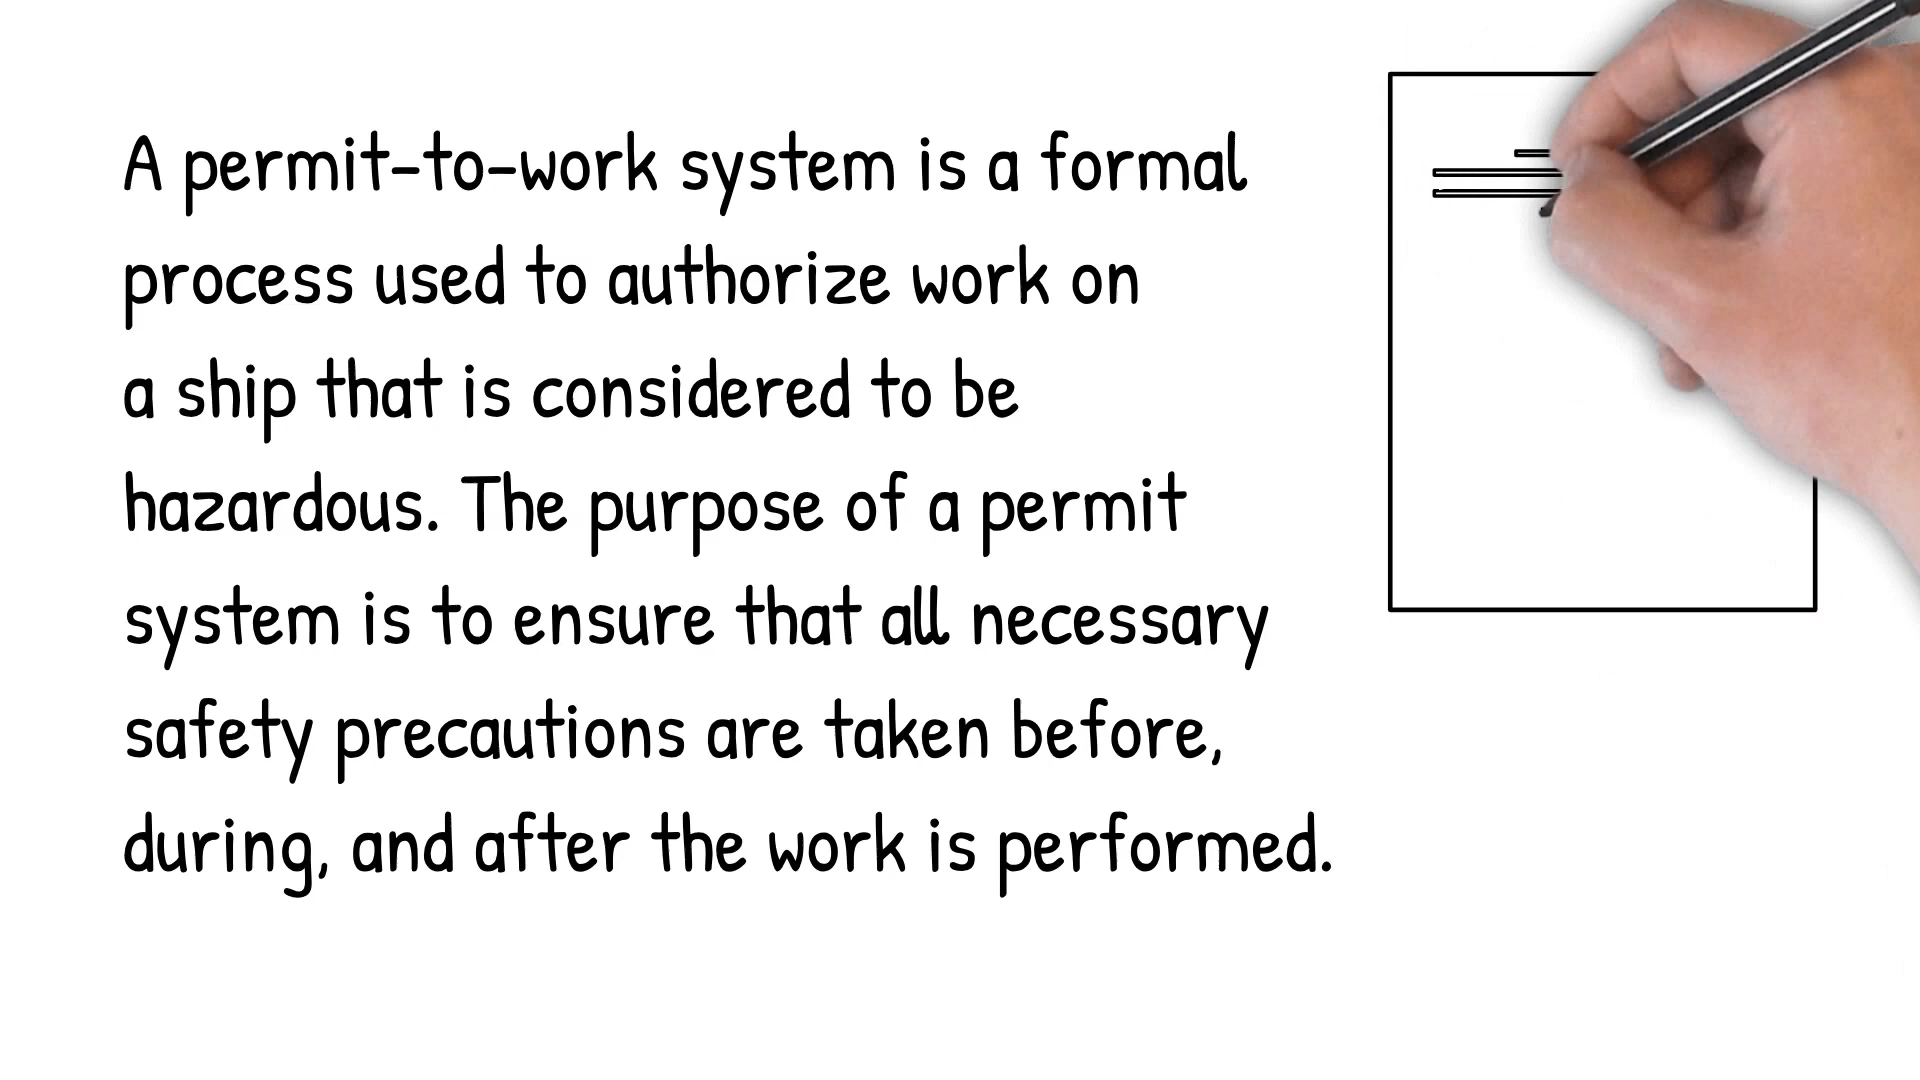 A permit-to-work system is a formal
process used to authorize work on
a ship that is considered to be
hazardous. The purpose of a permit
system is to ensure that all necessary
safety precautions are taken before,
during, and after the work is performed.